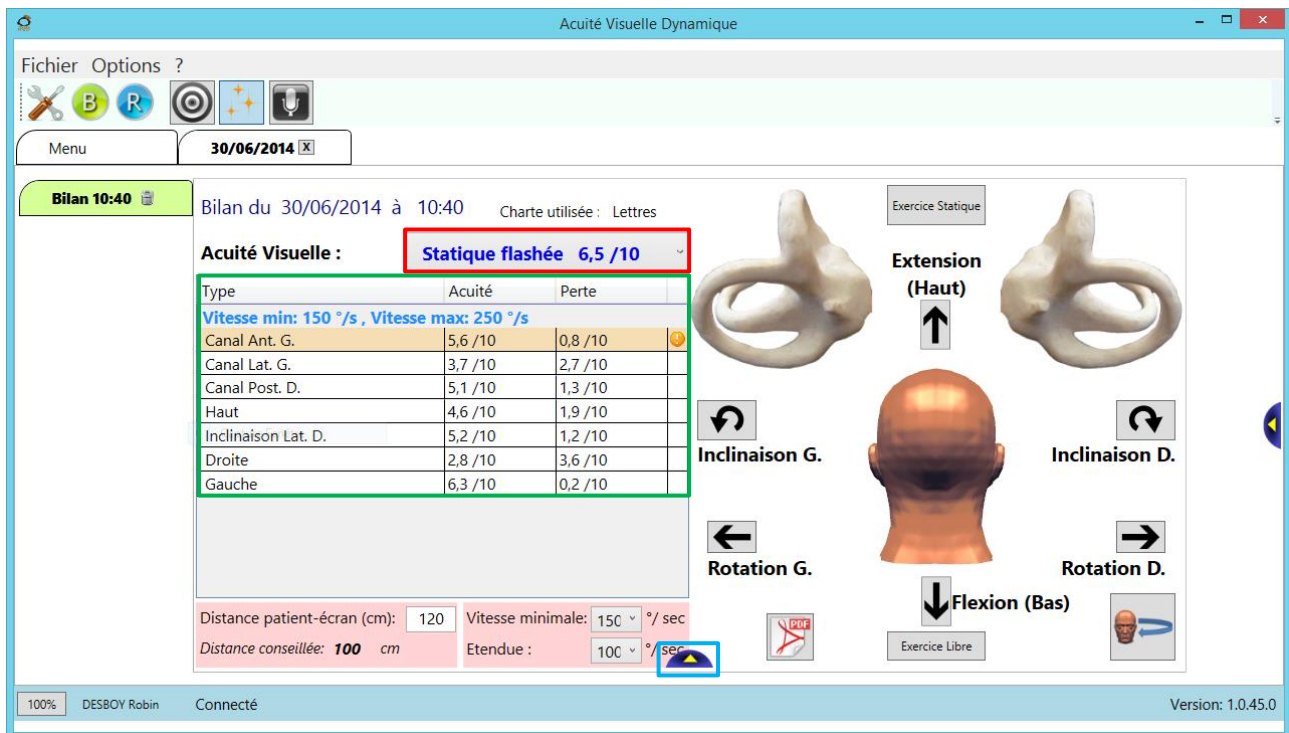 Acuité Visuelle Dynamique
Fichier Options ?
B R
Menu 30/06/2014 X
Bilan 10:40
Bilan du 30/06/2014 à 10:40 Charte utilisée : Lettres
Acuité Visuelle : Statique flashée 6,5 /10
Type Acuité Perte
Vitesse min: 150 °/s , Vitesse max: 250 °/s
Canal Ant. G. 5,6 /10 0,8 /10
Canal Lat. G. 3,7 /10 2,7 /10
Canal Post. D. 5,1 /10 1,3 /10
Haut 4,6 /10 1,9 /10
Inclinaison Lat. D. 5,2 /10 1,2 /10
Droite 2,8 /10 3,6 /10
Gauche 6,3 /10 0,2 /10
Exercice Statique
Extension
(Haut)
Inclinaison G. Inclinaison D.
Rotation G. Rotation D.
Flexion (Bas)
PDF
Exercice Libre
Distance patient-écran (cm): 120 Vitesse minimale: 150 °/ sec
Distance conseillée: 100 cm Etendue : 100 °/ sec
100% DESBOY Robin Connecté Version: 1.0.45.0